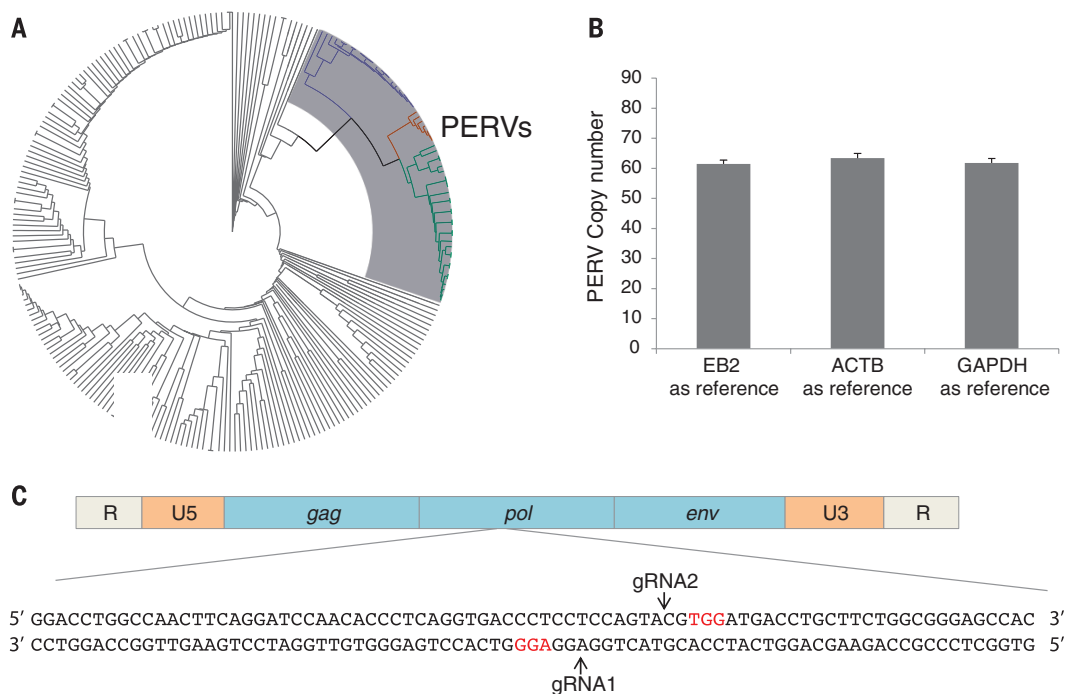 A
PERVs
B
PERV Copy number
90
80
70
60
50
40
30
20
10
0
EB2
as reference
ACTB
as reference
GAPDH
as reference
C
R U5 gag pol env U3 R
gRNA2
5′ GGACCTGGCCAACTTCAGGATCCAACACCCTCAGGTGACCCTCCTCCAGTACGTGGATGACCTGCTTCTGGCGGGAGCCAC 3′
3′ CCTGGACCGGTTGAAGTCCTAGGTTGTGGGAGTCCACTGGGAGGAGGTCATGCACCTACTGGACGAAGACCGCCCTCGGTG 5′
gRNA1